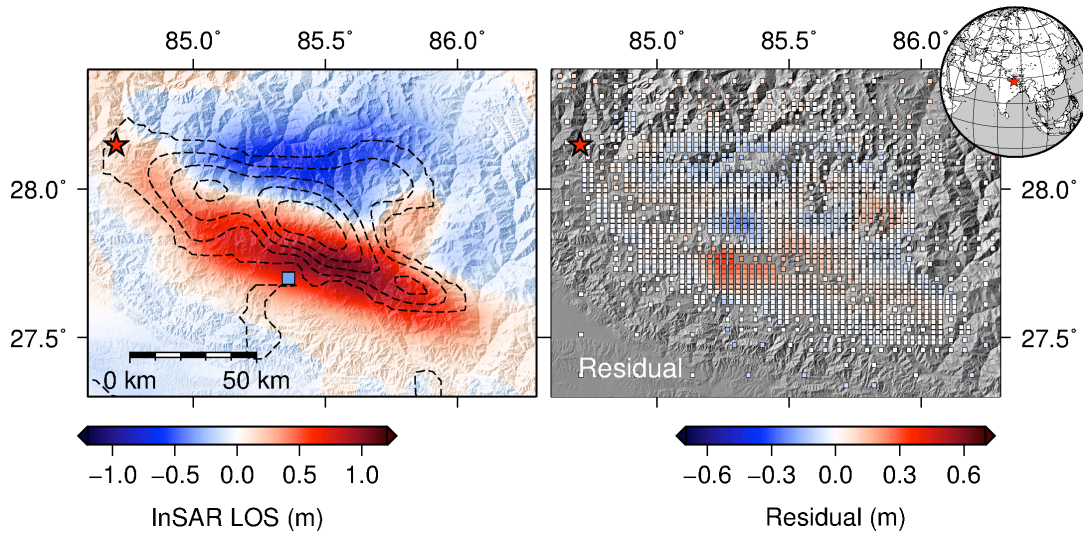 85.0˚ 85.5˚ 86.0˚ 85.0˚ 85.5˚ 86.0˚
28.0˚ 28.0˚
27.5˚ 27.5˚
0 km 50 km Residual
−1.0 −0.5 0.0 0.5 1.0 −0.6 −0.3 0.0 0.3 0.6
InSAR LOS (m) Residual (m)